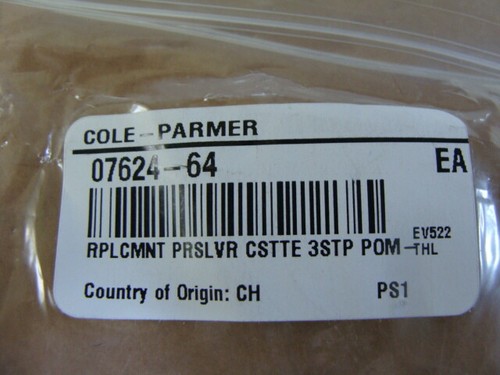 COLE-PARMER
07624-64 EA
EV522
RPLCMNT PRSLVR CSTTE 3STP POM-THL
Country of Origin: CH PS1